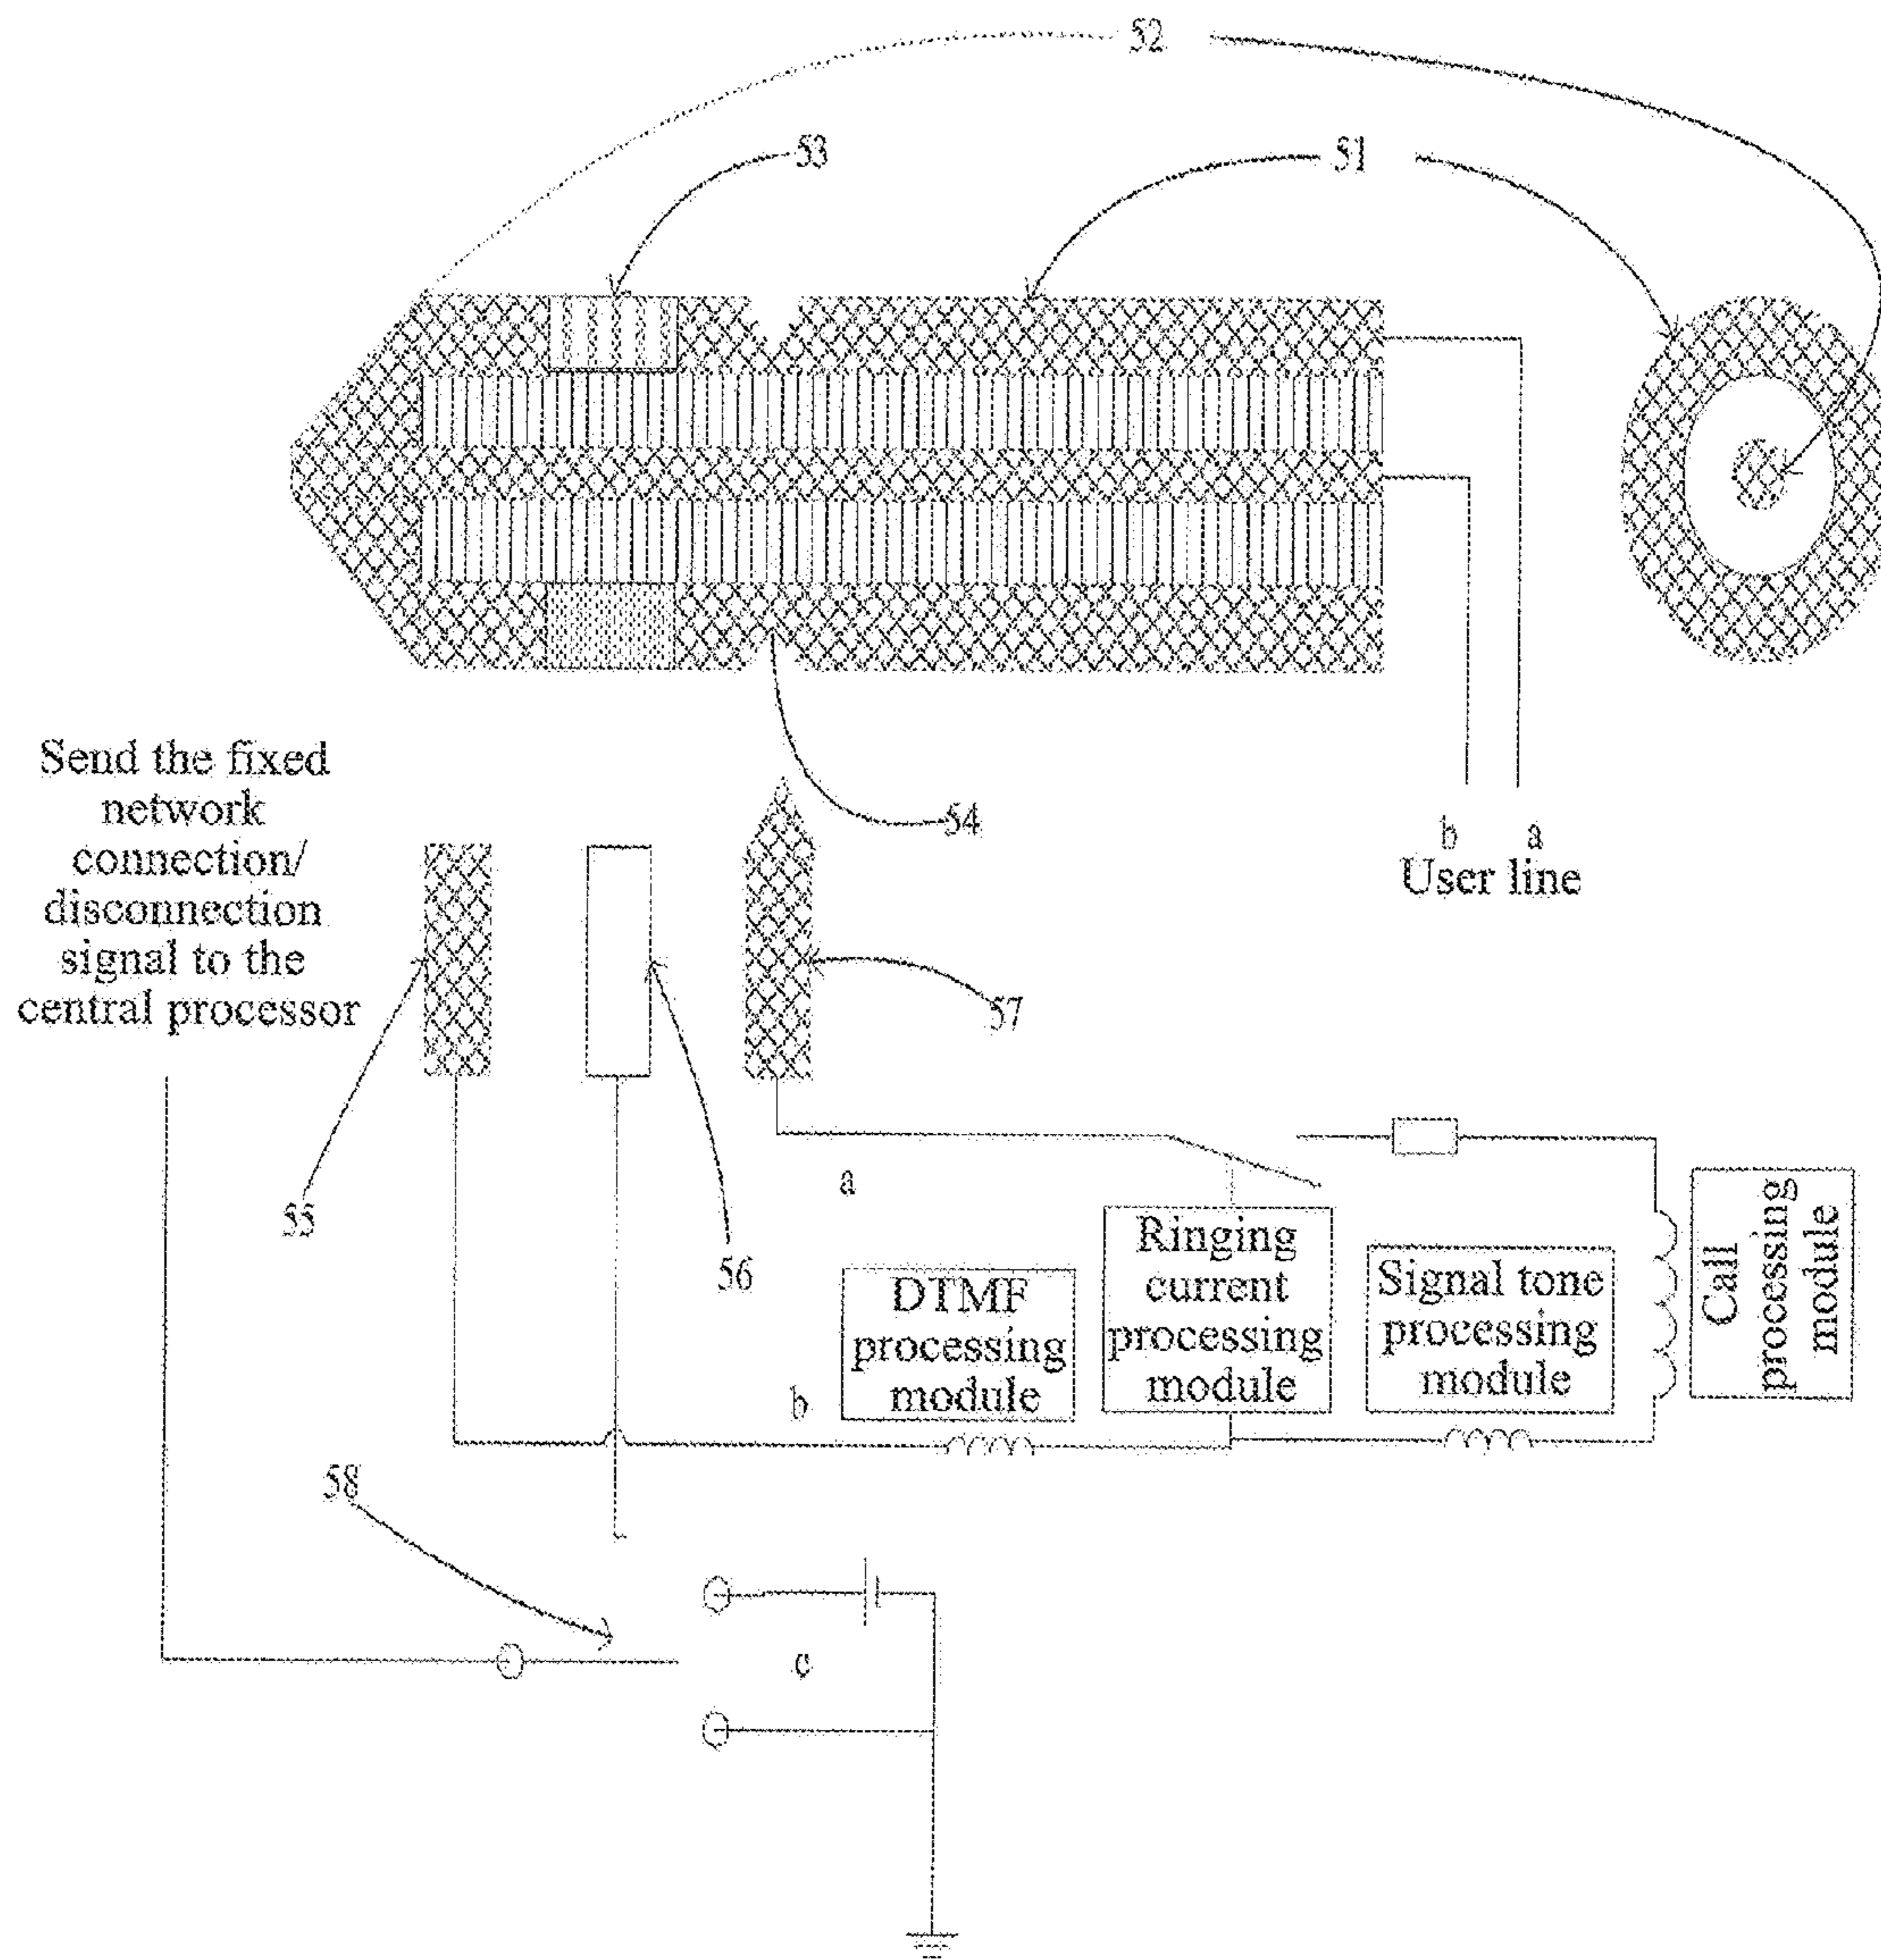 52
53
51
54
b
a
User line
Send the fixed
network
connection/
disconnection
signal to the
central processor
57
55
56
a
b
DTMF
processing
module
Ringing
current
processing
module
Signal tone
processing
module
Call
processing
module
58
c